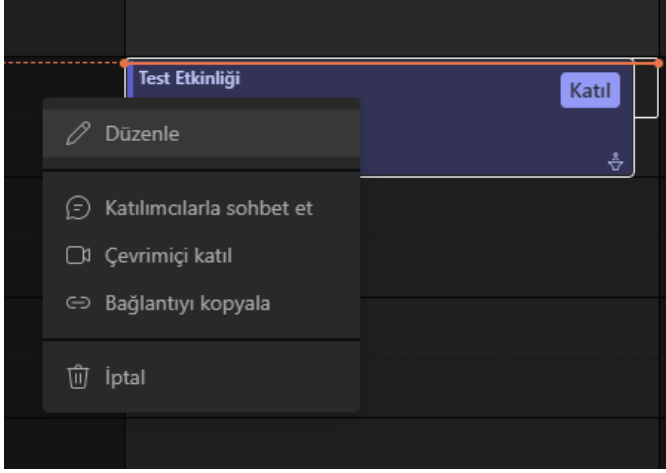 Test Etkinliği
Katıl
Düzenle
Katılımcılarla sohbet et
Çevrimiçi katıl
Bağlantıyı kopyala
İptal